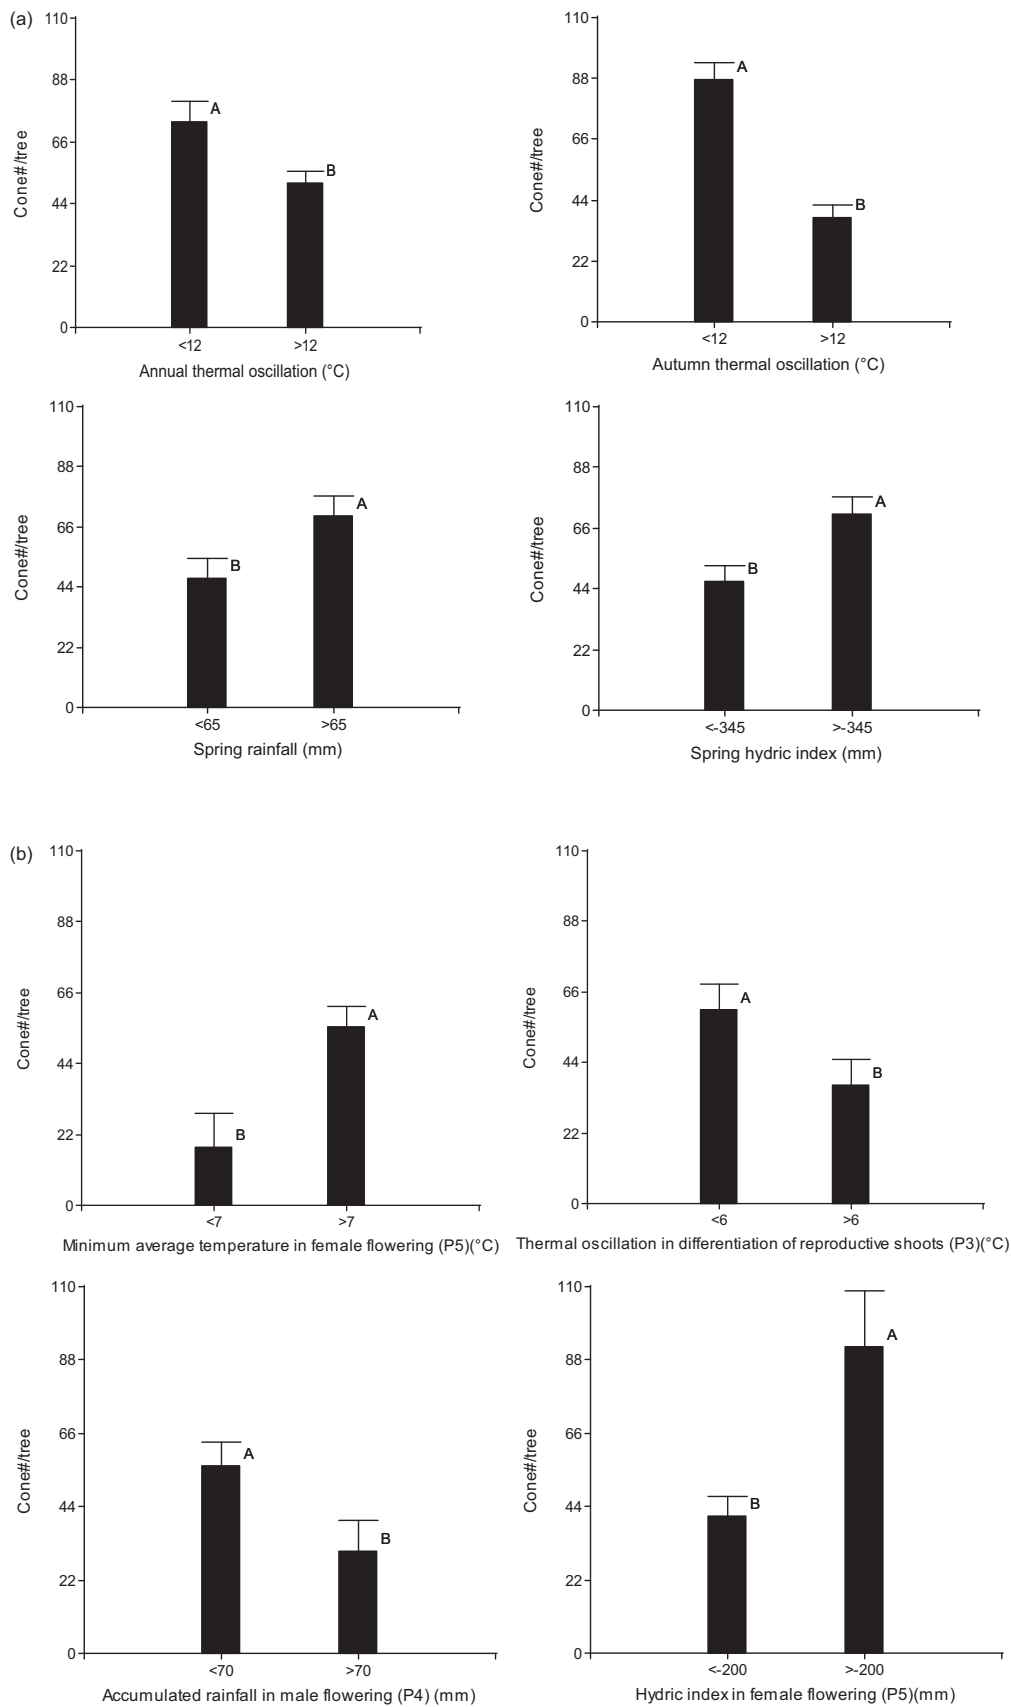 (a)
110
88
66
44
22
0
Cone#/tree
A
B
<12
>12
Annual thermal oscillation (°C)
110
88
66
44
22
0
Cone#/tree
A
B
<12
>12
Autumn thermal oscillation (°C)
110
88
66
44
22
0
Cone#/tree
B
A
<65
>65
Spring rainfall (mm)
110
88
66
44
22
0
Cone#/tree
B
A
<-345
>-345
Spring hydric index (mm)
(b)
110
88
66
44
22
0
Cone#/tree
B
A
<7
>7
Minimum average temperature in female flowering (P5)(°C)
110
88
66
44
22
0
Cone#/tree
A
B
<6
>6
Thermal oscillation in differentiation of reproductive shoots (P3)(°C)
110
88
66
44
22
0
Cone#/tree
A
B
<70
>70
Accumulated rainfall in male flowering (P4) (mm)
110
88
66
44
22
0
Cone#/tree
B
A
<-200
>-200
Hydric index in female flowering (P5)(mm)